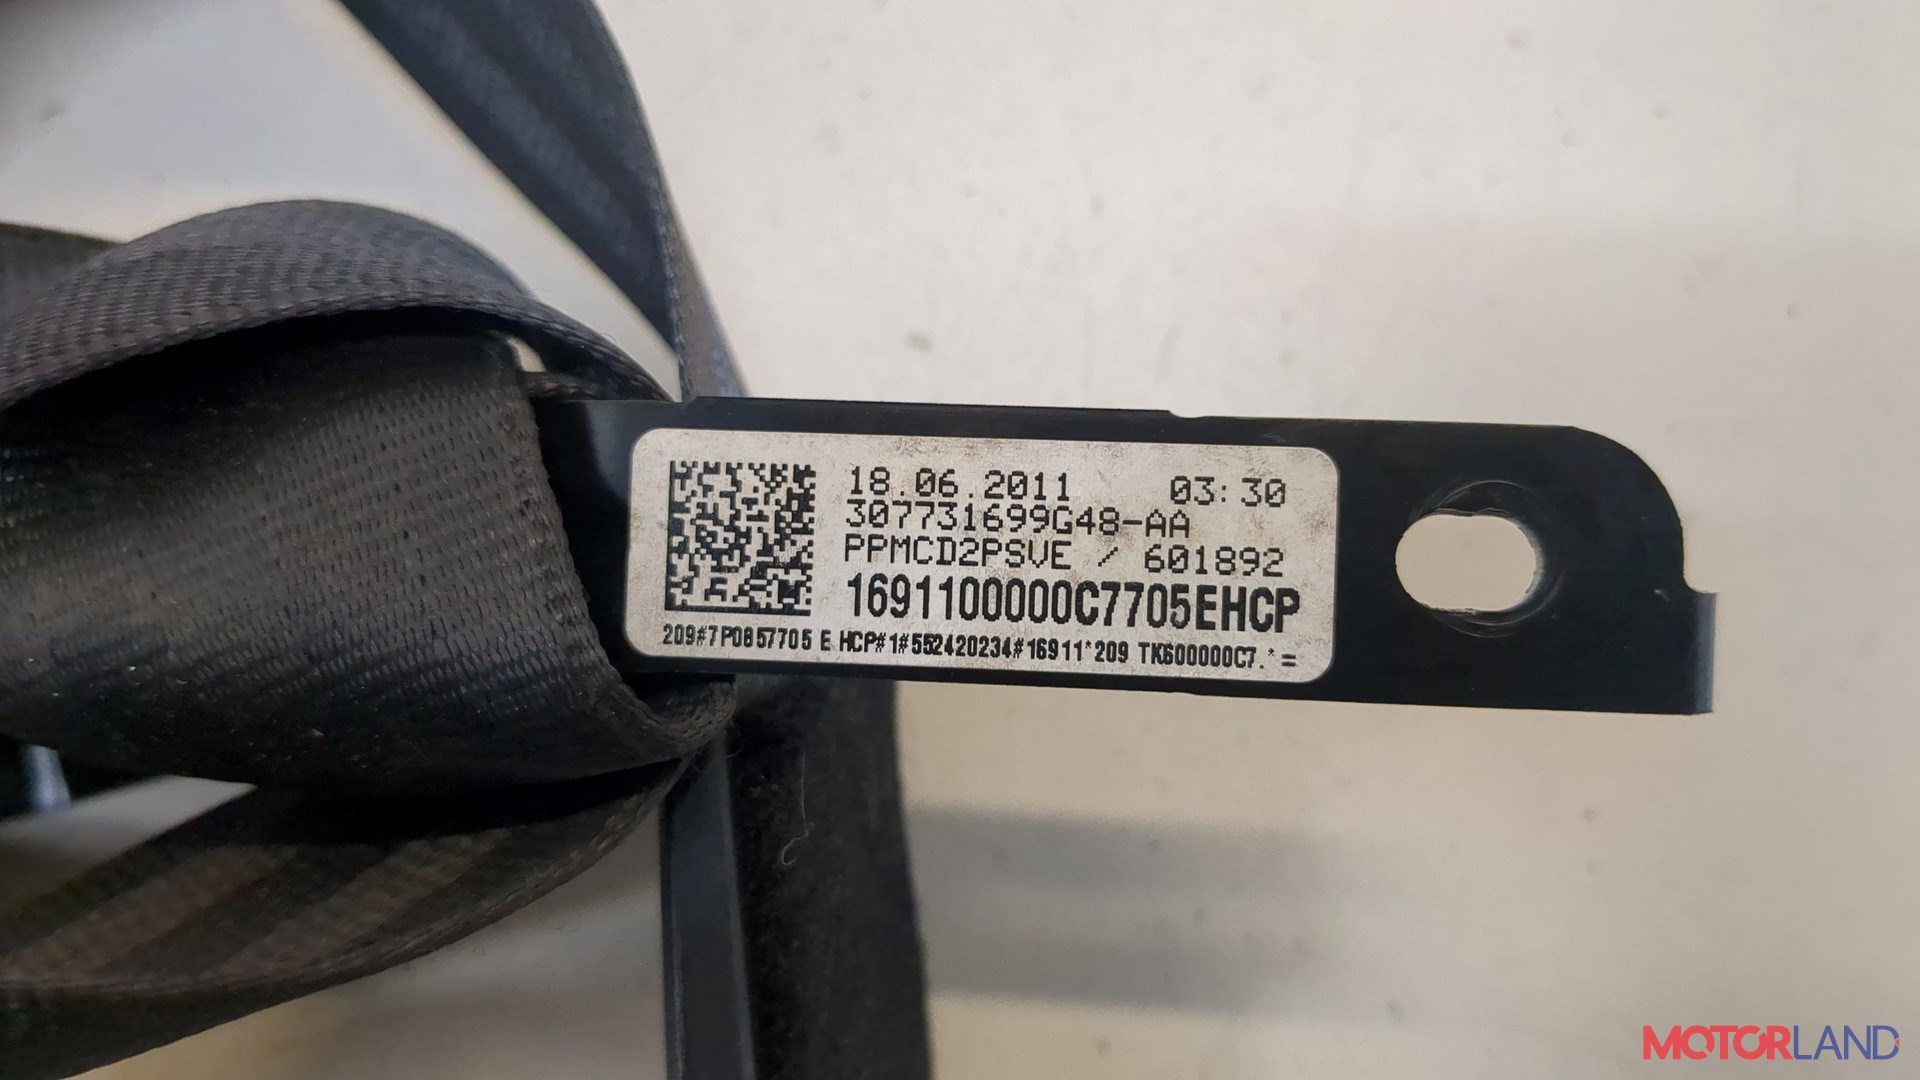 18.06.2011 03:30
307731699G48-AA
PPMCD2PSVE / 601892
1691100000C7705EHCP
209#7P0857705 E HCP#1#552420234#16911*209 TK600000C7.*=
MOTORLAND